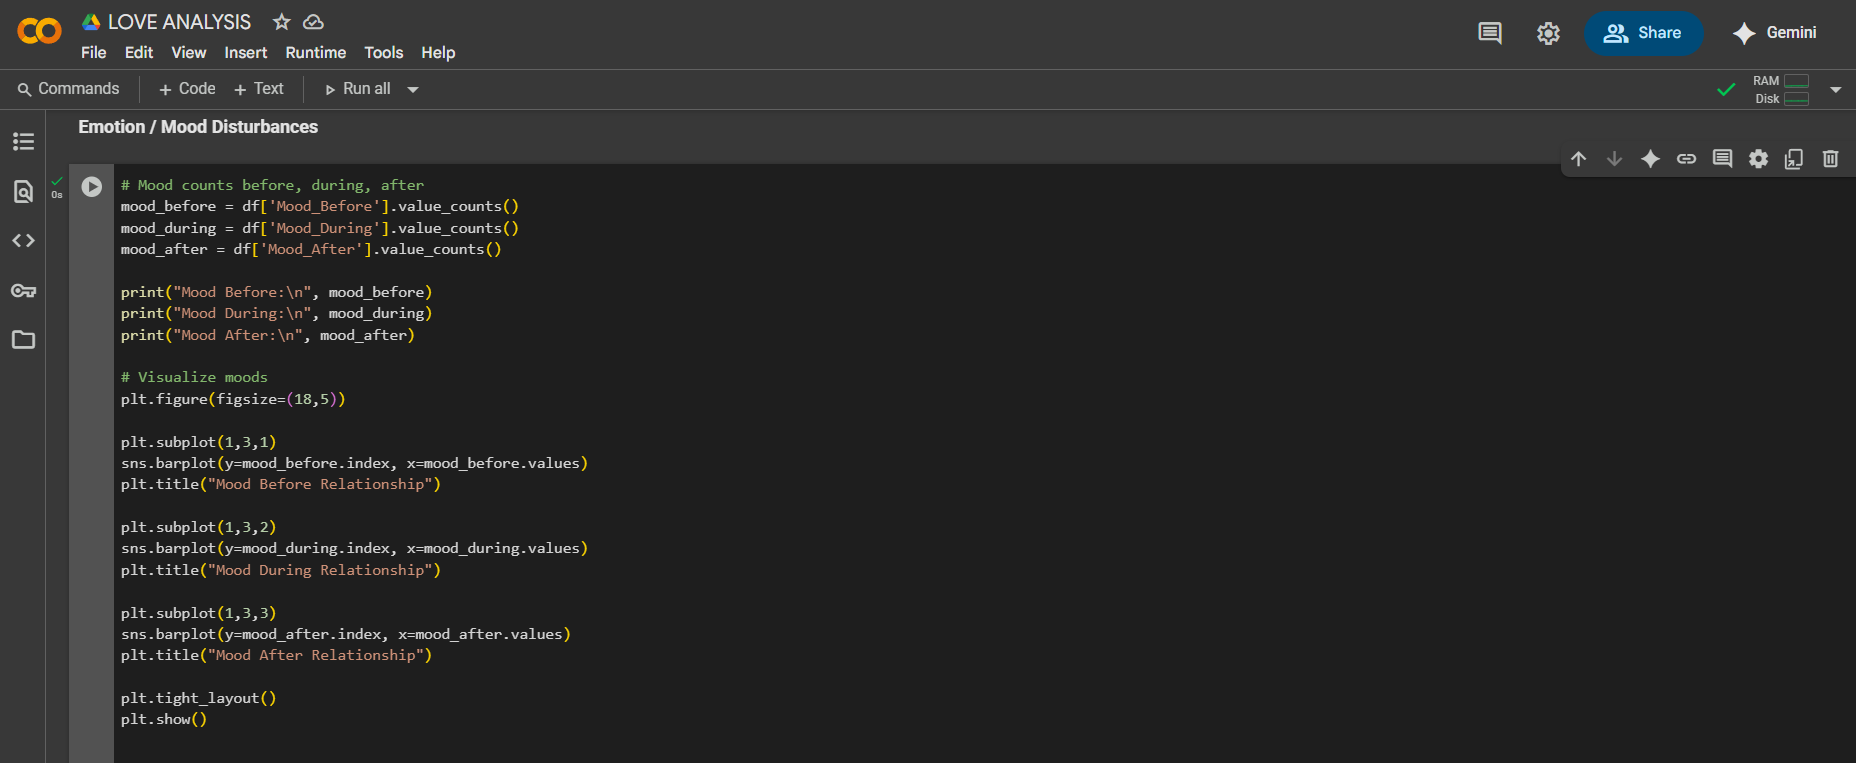 LOVE ANALYSIS
File Edit View Insert Runtime Tools Help
Share
Gemini
Commands + Code + Text Run all
RAM
Disk
Emotion / Mood Disturbances
0s
# Mood counts before, during, after
mood_before = df['Mood_Before'].value_counts()
mood_during = df['Mood_During'].value_counts()
mood_after = df['Mood_After'].value_counts()
print("Mood Before:\n", mood_before)
print("Mood During:\n", mood_during)
print("Mood After:\n", mood_after)
# Visualize moods
plt.figure(figsize=(18,5))
plt.subplot(1,3,1)
sns.barplot(y=mood_before.index, x=mood_before.values)
plt.title("Mood Before Relationship")
plt.subplot(1,3,2)
sns.barplot(y=mood_during.index, x=mood_during.values)
plt.title("Mood During Relationship")
plt.subplot(1,3,3)
sns.barplot(y=mood_after.index, x=mood_after.values)
plt.title("Mood After Relationship")
plt.tight_layout()
plt.show()